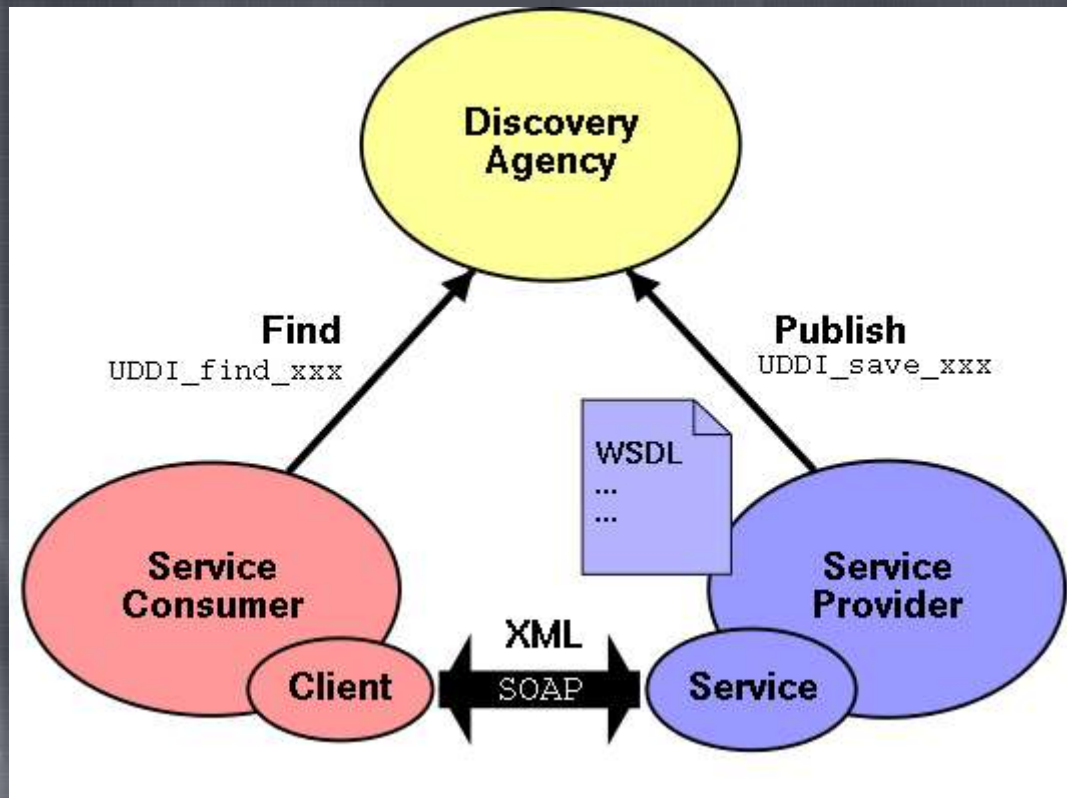 Discovery
Agency
Find
UDDI_find_xxx
Publish
UDDI_save_xxx
WSDL
...
...
Service
Consumer
Service
Provider
XML
Client
SOAP
Service